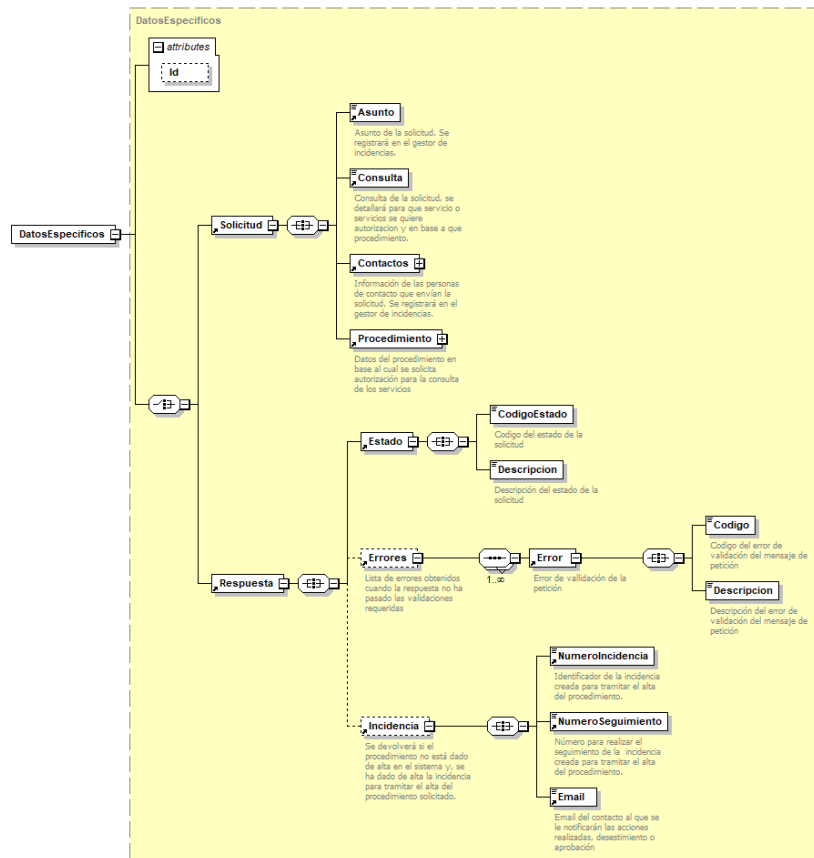 DatosEspecificos
attributes
Id
Asunto
Asunto de la solicitud. Se
registrará en el gestor de
incidencias.
Consulta
Consulta de la solicitud, se
detallará para que servicio o
servicios se quiere
autorizacion y en base a que
procedimiento.
DatosEspecificos
Solicitud
Contactos
Información de las personas
de contacto que envían la
solicitud. Se registrará en el
gestor de incidencias.
Procedimiento
Datos del procedimiento en
base al cual se solicita
autorización para la consulta
de los servicios
Estado
CodigoEstado
Codigo del estado de la
solicitud
Descripcion
Descripción del estado de la
solicitud
Respuesta
Errores
Lista de errores obtenidos
cuando la respuesta no ha
pasado las validaciones
requeridas
1..∞
Error
Error de vallidación de la
petición
Codigo
Codigo del error de
validación del mensaje de
petición
Descripcion
Descripción del error de
validación del mensaje de
petición
Incidencia
Se devolverá si el
procedimiento no está dado
de alta en el sistema y, se
ha dado de alta la incidencia
para tramitar el alta del
procedimiento solicitado.
NumeroIncidencia
Identificador de la incidencia
creada para tramitar el alta
del procedimiento.
NumeroSeguimiento
Número para realizar el
seguimiento de la incidencia
creada para tramitar el alta
del procedimiento.
Email
Email del contacto al que se
le notificarán las acciones
realizadas, desestimiento o
aprobación